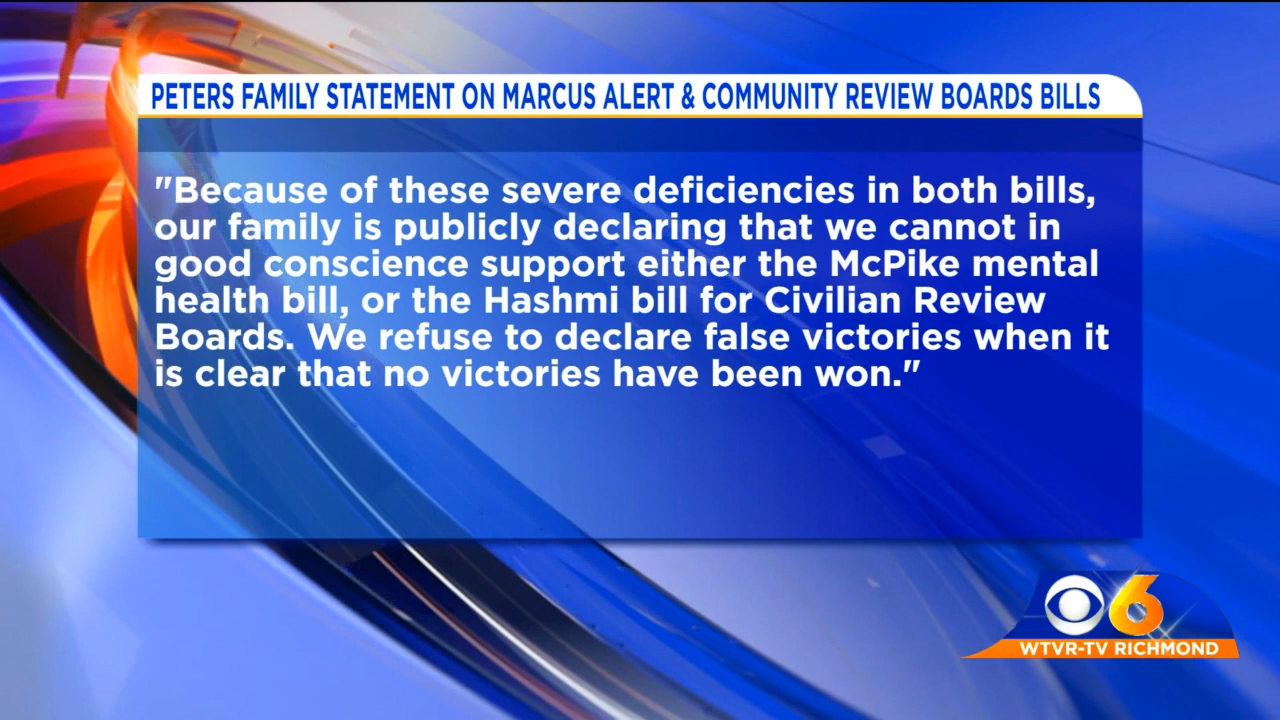 PETERS FAMILY STATEMENT ON MARCUS ALERT & COMMUNITY REVIEW BOARDS BILLS
"Because of these severe deficiencies in both bills,
our family is publicly declaring that we cannot in
good conscience support either the McPike mental
health bill, or the Hashmi bill for Civilian Review
Boards. We refuse to declare false victories when it
is clear that no victories have been won."
6
WTVR-TV RICHMOND